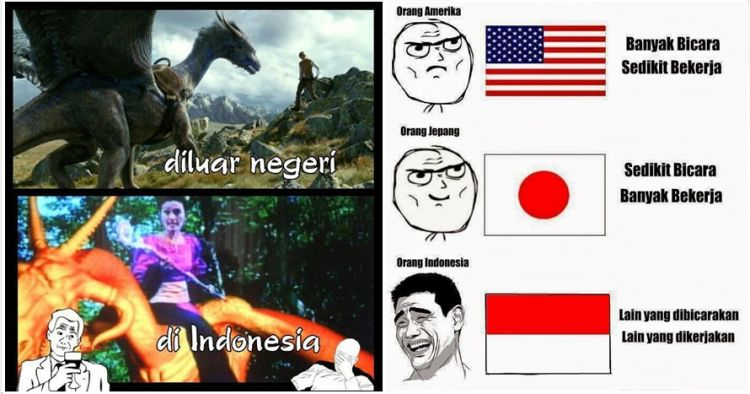 diluar negeri
di Indonesia
Orang Amerika
Banyak Bicara
Sedikit Bekerja
Orang Jepang
Sedikit Bicara
Banyak Bekerja
Orang Indonesia
Lain yang dibicarakan
Lain yang dikerjakan